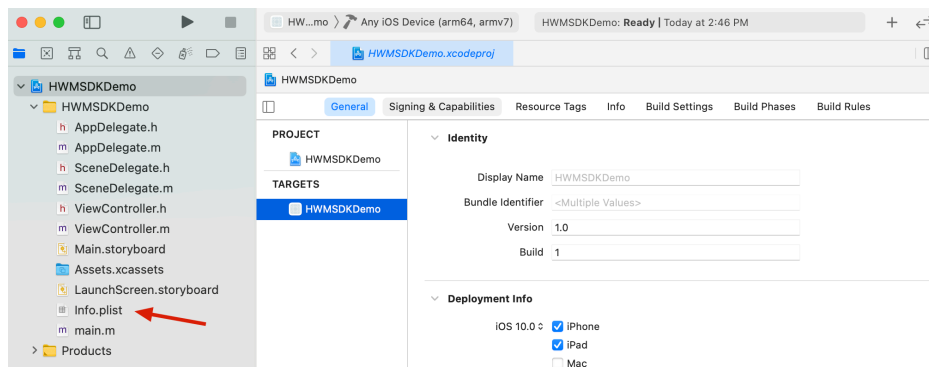 HW...mo 〉 Any iOS Device (arm64, armv7)
HWMSDKDemo: Ready | Today at 2:46 PM
HWMSDKDemo.xcodeproj
HWMSDKDemo
HWMSDKDemo
AppDelegate.h
AppDelegate.m
SceneDelegate.h
SceneDelegate.m
ViewController.h
ViewController.m
Main.storyboard
Assets.xcassets
LaunchScreen.storyboard
Info.plist
main.m
Products
HWMSDKDemo
General Signing & Capabilities Resource Tags Info Build Settings Build Phases Build Rules
PROJECT
HWMSDKDemo
TARGETS
HWMSDKDemo
Identity
Display Name HWMSDKDemo
Bundle Identifier <Multiple Values>
Version 1.0
Build 1
Deployment Info
iOS 10.0 iPhone
iPad
Mac